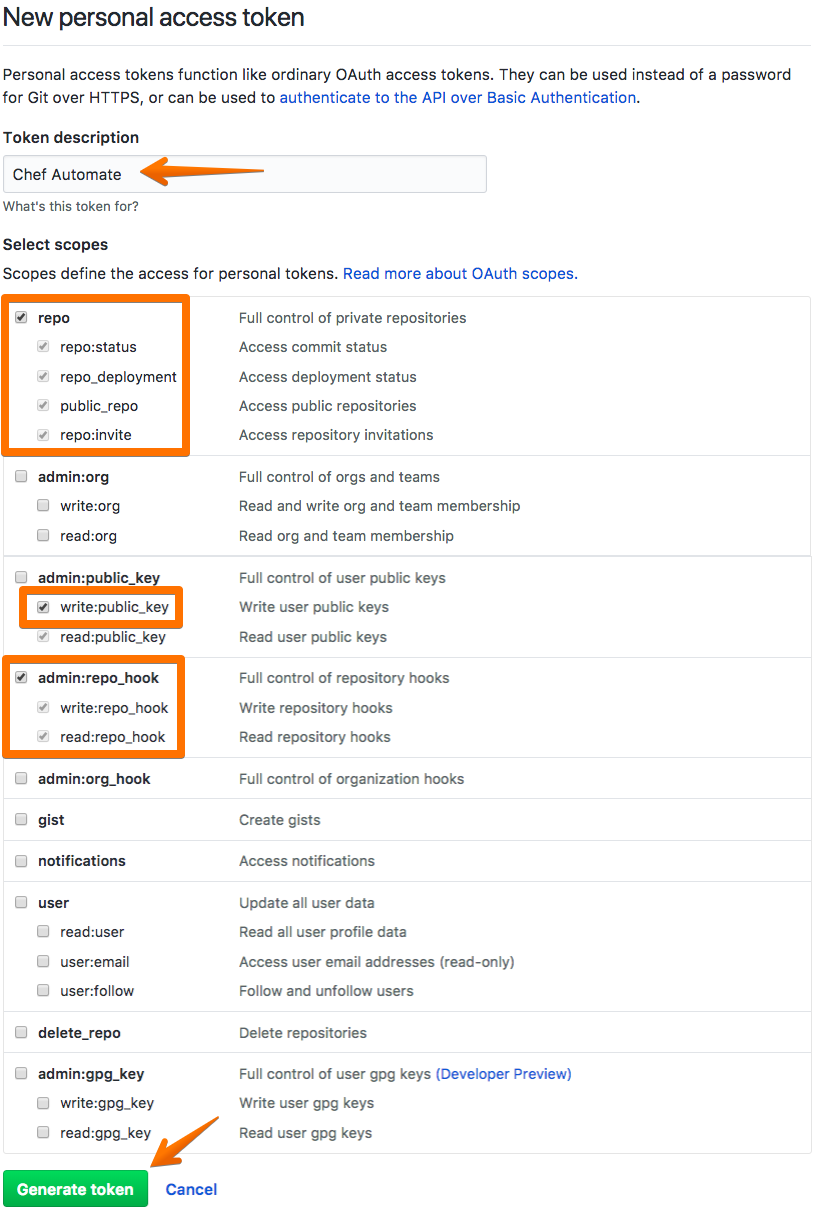 New personal access token
Personal access tokens function like ordinary OAuth access tokens. They can be used instead of a password
for Git over HTTPS, or can be used to authenticate to the API over Basic Authentication.
Token description
Chef Automate
What's this token for?
Select scopes
Scopes define the access for personal tokens. Read more about OAuth scopes.
repo Full control of private repositories
repo:status Access commit status
repo_deployment Access deployment status
public_repo Access public repositories
repo:invite Access repository invitations
admin:org Full control of orgs and teams
write:org Read and write org and team membership
read:org Read org and team membership
admin:public_key Full control of user public keys
write:public_key Write user public keys
read:public_key Read user public keys
admin:repo_hook Full control of repository hooks
write:repo_hook Write repository hooks
read:repo_hook Read repository hooks
admin:org_hook Full control of organization hooks
gist Create gists
notifications Access notifications
user Update all user data
read:user Read all user profile data
user:email Access user email addresses (read-only)
user:follow Follow and unfollow users
delete_repo Delete repositories
admin:gpg_key Full control of user gpg keys (Developer Preview)
write:gpg_key Write user gpg keys
read:gpg_key Read user gpg keys
Generate token Cancel